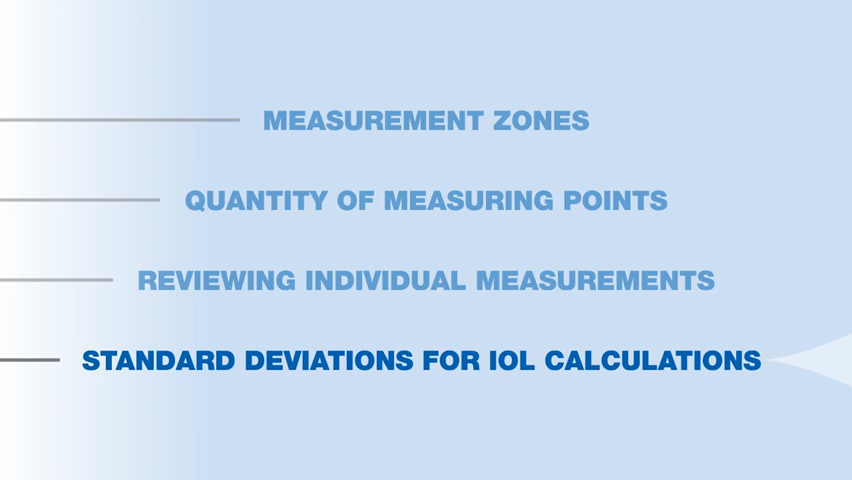 MEASUREMENT ZONES
QUANTITY OF MEASURING POINTS
REVIEWING INDIVIDUAL MEASUREMENTS
STANDARD DEVIATIONS FOR IOL CALCULATIONS